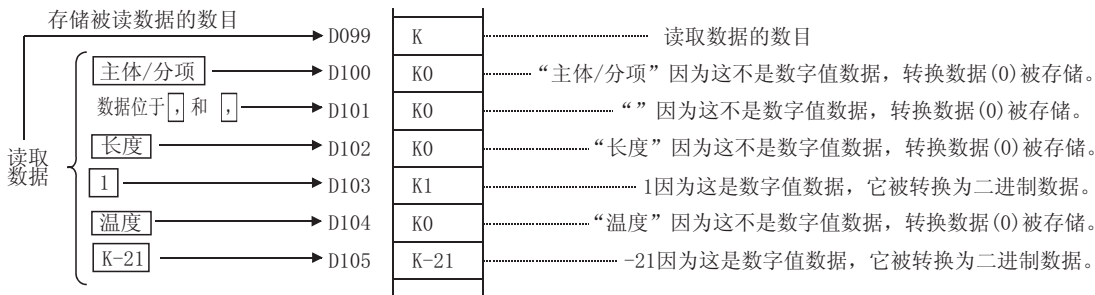 存储被读数据的数目
D099 K 读取数据的数目
主体/分项 D100 K0 “主体/分项”因为这不是数字值数据，转换数据(0)被存储。
数据位于 , 和 , D101 K0 “”因为这不是数字值数据，转换数据(0)被存储。
长度 D102 K0 “长度”因为这不是数字值数据，转换数据(0)被存储。
读取
数据
1 D103 K1 1因为这是数字值数据，它被转换为二进制数据。
温度 D104 K0 “温度”因为这不是数字值数据，转换数据(0)被存储。
K-21 D105 K-21 -21因为这是数字值数据，它被转换为二进制数据。